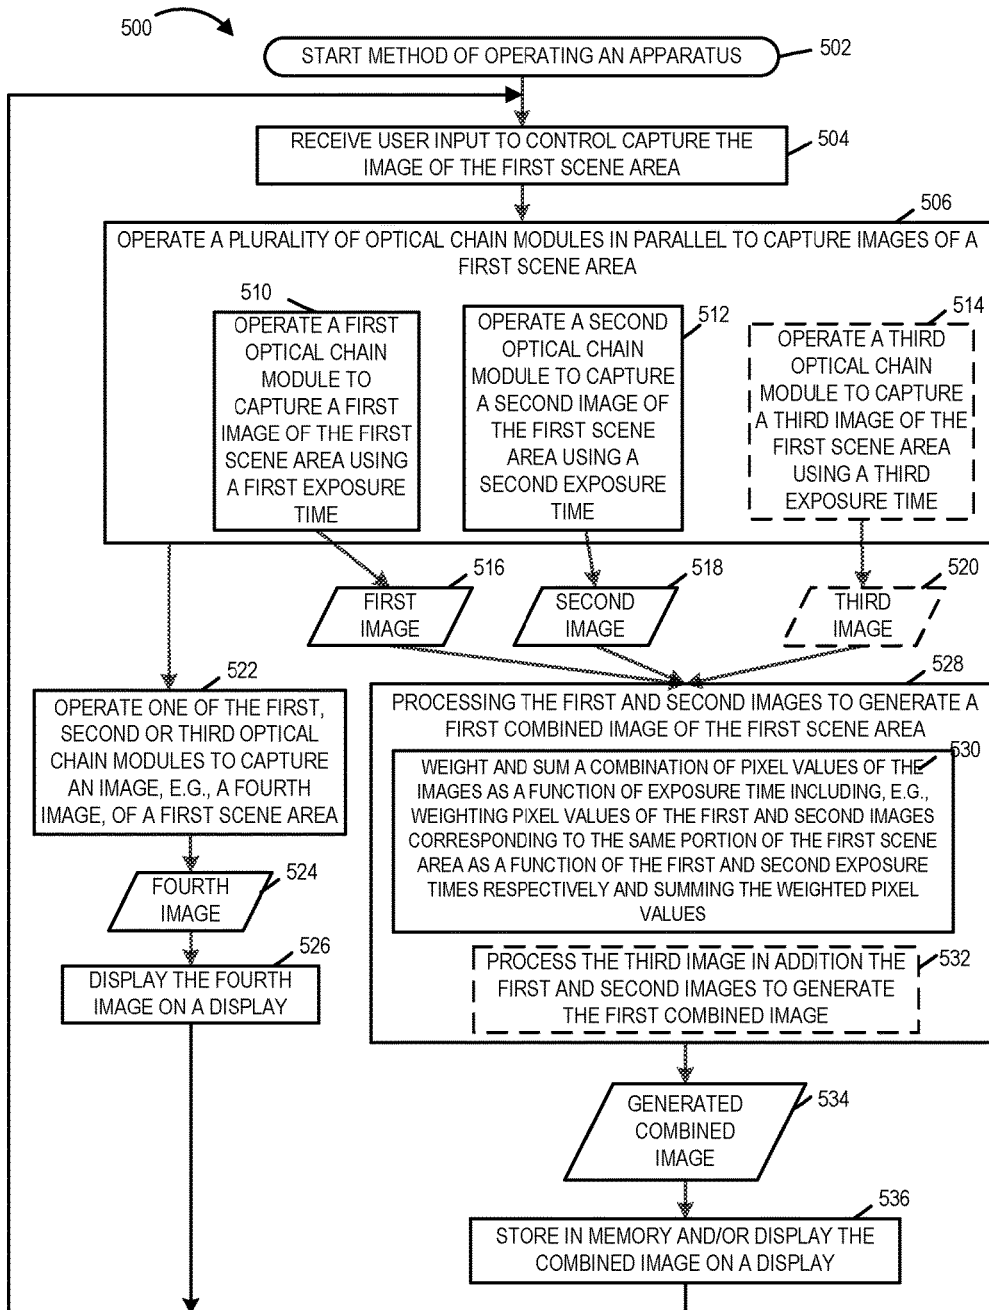 500
START METHOD OF OPERATING AN APPARATUS
502
RECEIVE USER INPUT TO CONTROL CAPTURE THE
IMAGE OF THE FIRST SCENE AREA
504
506
OPERATE A PLURALITY OF OPTICAL CHAIN MODULES IN PARALLEL TO CAPTURE IMAGES OF A
FIRST SCENE AREA
510
OPERATE A FIRST
OPTICAL CHAIN
MODULE TO
CAPTURE A FIRST
IMAGE OF THE FIRST
SCENE AREA USING
A FIRST EXPOSURE
TIME
512
OPERATE A SECOND
OPTICAL CHAIN
MODULE TO CAPTURE
A SECOND IMAGE OF
THE FIRST SCENE
AREA USING A
SECOND EXPOSURE
TIME
514
OPERATE A THIRD
OPTICAL CHAIN
MODULE TO CAPTURE
A THIRD IMAGE OF THE
FIRST SCENE AREA
USING A THIRD
EXPOSURE TIME
516
FIRST
IMAGE
518
SECOND
IMAGE
520
THIRD
IMAGE
522
OPERATE ONE OF THE FIRST,
SECOND OR THIRD OPTICAL
CHAIN MODULES TO CAPTURE
AN IMAGE, E.G., A FOURTH
IMAGE, OF A FIRST SCENE AREA
524
FOURTH
IMAGE
526
DISPLAY THE FOURTH
IMAGE ON A DISPLAY
528
PROCESSING THE FIRST AND SECOND IMAGES TO GENERATE A
FIRST COMBINED IMAGE OF THE FIRST SCENE AREA
530
WEIGHT AND SUM A COMBINATION OF PIXEL VALUES OF THE
IMAGES AS A FUNCTION OF EXPOSURE TIME INCLUDING, E.G.,
WEIGHTING PIXEL VALUES OF THE FIRST AND SECOND IMAGES
CORRESPONDING TO THE SAME PORTION OF THE FIRST SCENE
AREA AS A FUNCTION OF THE FIRST AND SECOND EXPOSURE
TIMES RESPECTIVELY AND SUMMING THE WEIGHTED PIXEL
VALUES
532
PROCESS THE THIRD IMAGE IN ADDITION THE
FIRST AND SECOND IMAGES TO GENERATE
THE FIRST COMBINED IMAGE
534
GENERATED
COMBINED
IMAGE
536
STORE IN MEMORY AND/OR DISPLAY THE
COMBINED IMAGE ON A DISPLAY